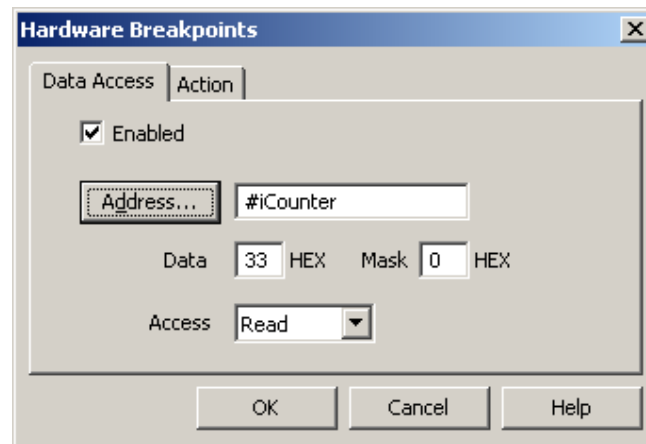 Hardware Breakpoints
Data Access Action
Enabled
Address... #iCounter
Data 33 HEX Mask 0 HEX
Access Read
OK Cancel Help